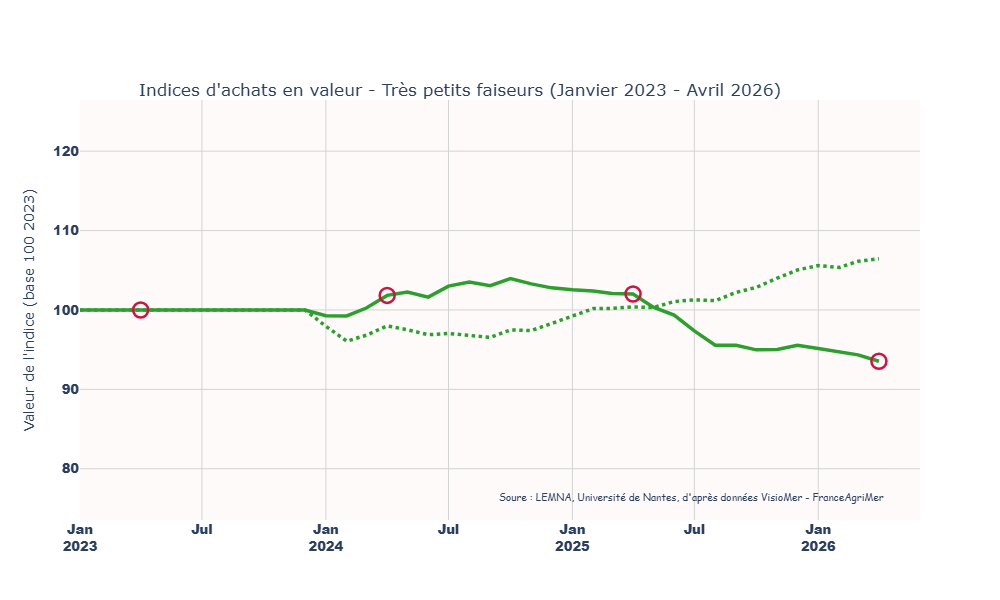 Indices d'achats en valeur - Très petits faiseurs (Janvier 2023 - Avril 2026)
Valeur de l'indice (base 100 2023)
120
110
100
90
80
Soure : LEMNA, Université de Nantes, d'après données VisioMer - FranceAgriMer
Jan Jul Jan Jul Jan Jul Jan
2023 2024 2025 2026